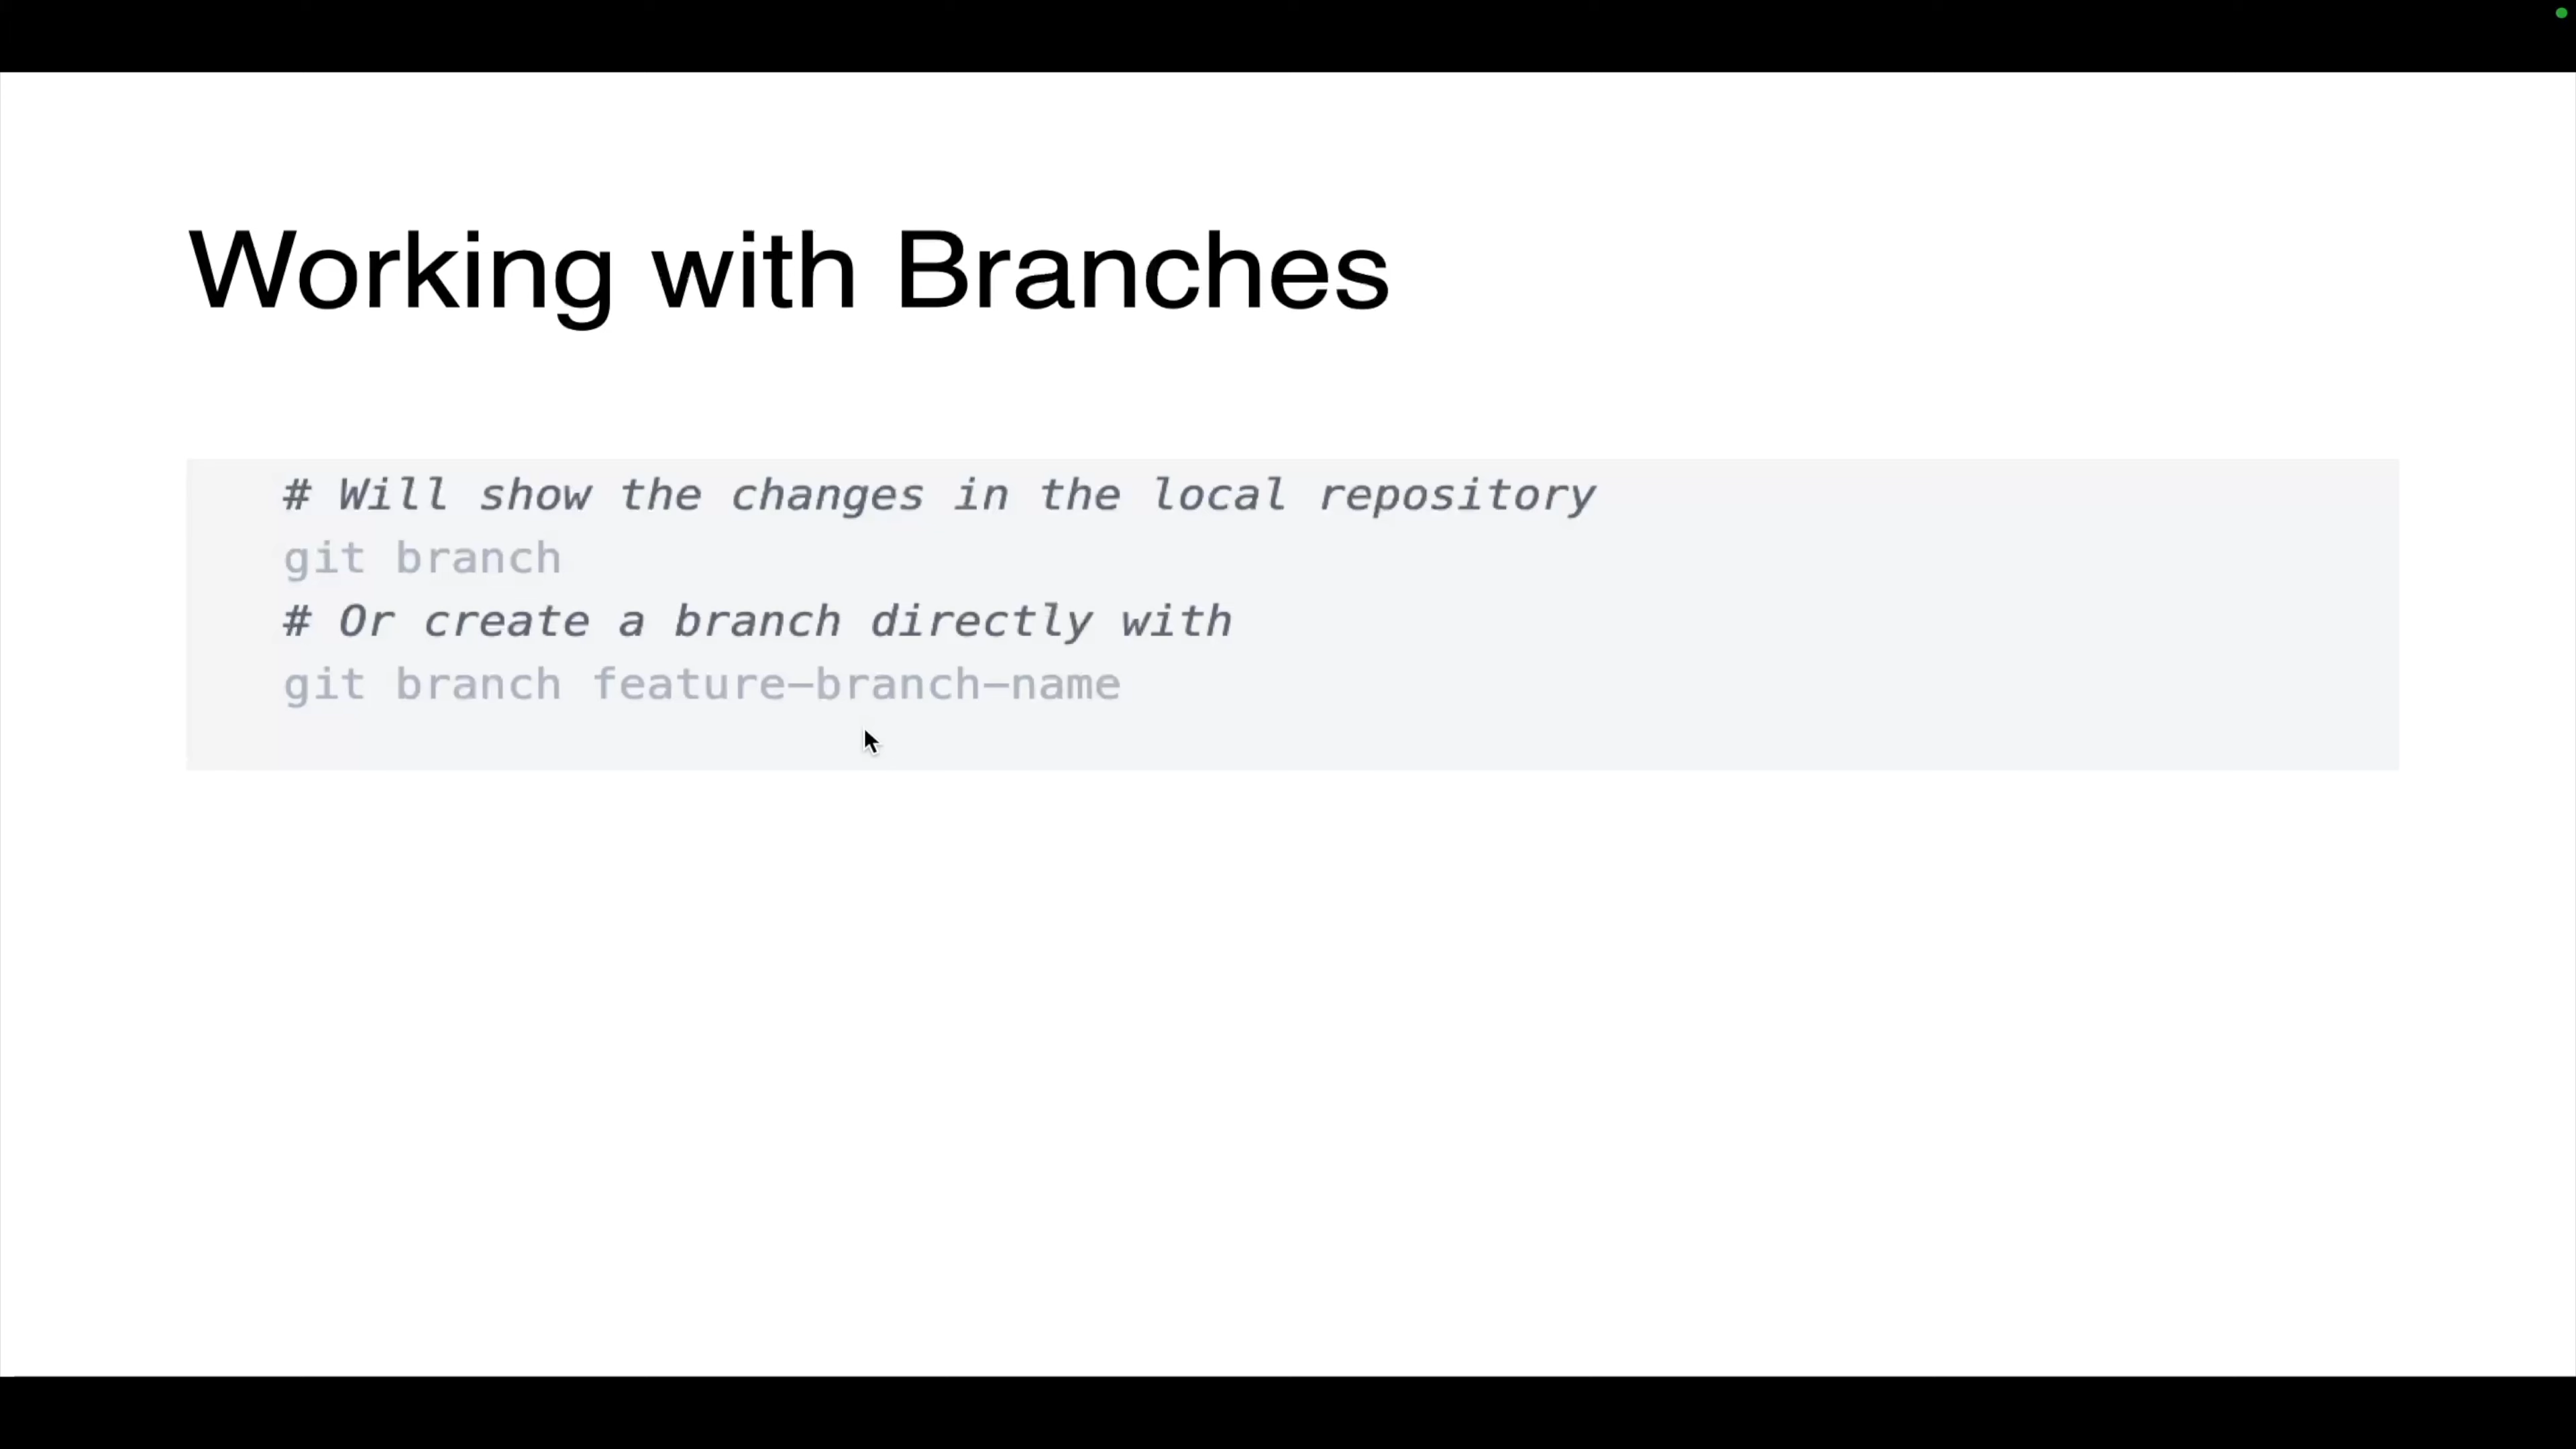 Working with Branches
# Will show the changes in the local repository
git branch
# Or create a branch directly with
git branch feature-branch-name